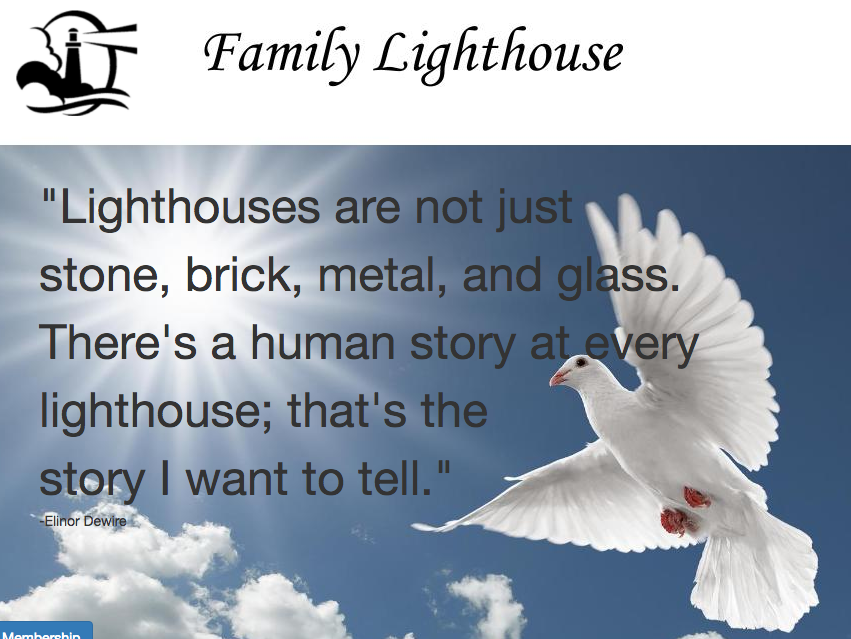 Family Lighthouse
"Lighthouses are not just
stone, brick, metal, and glass.
There's a human story at every
lighthouse; that's the
story I want to tell."
-Elinor Dewire
Membership